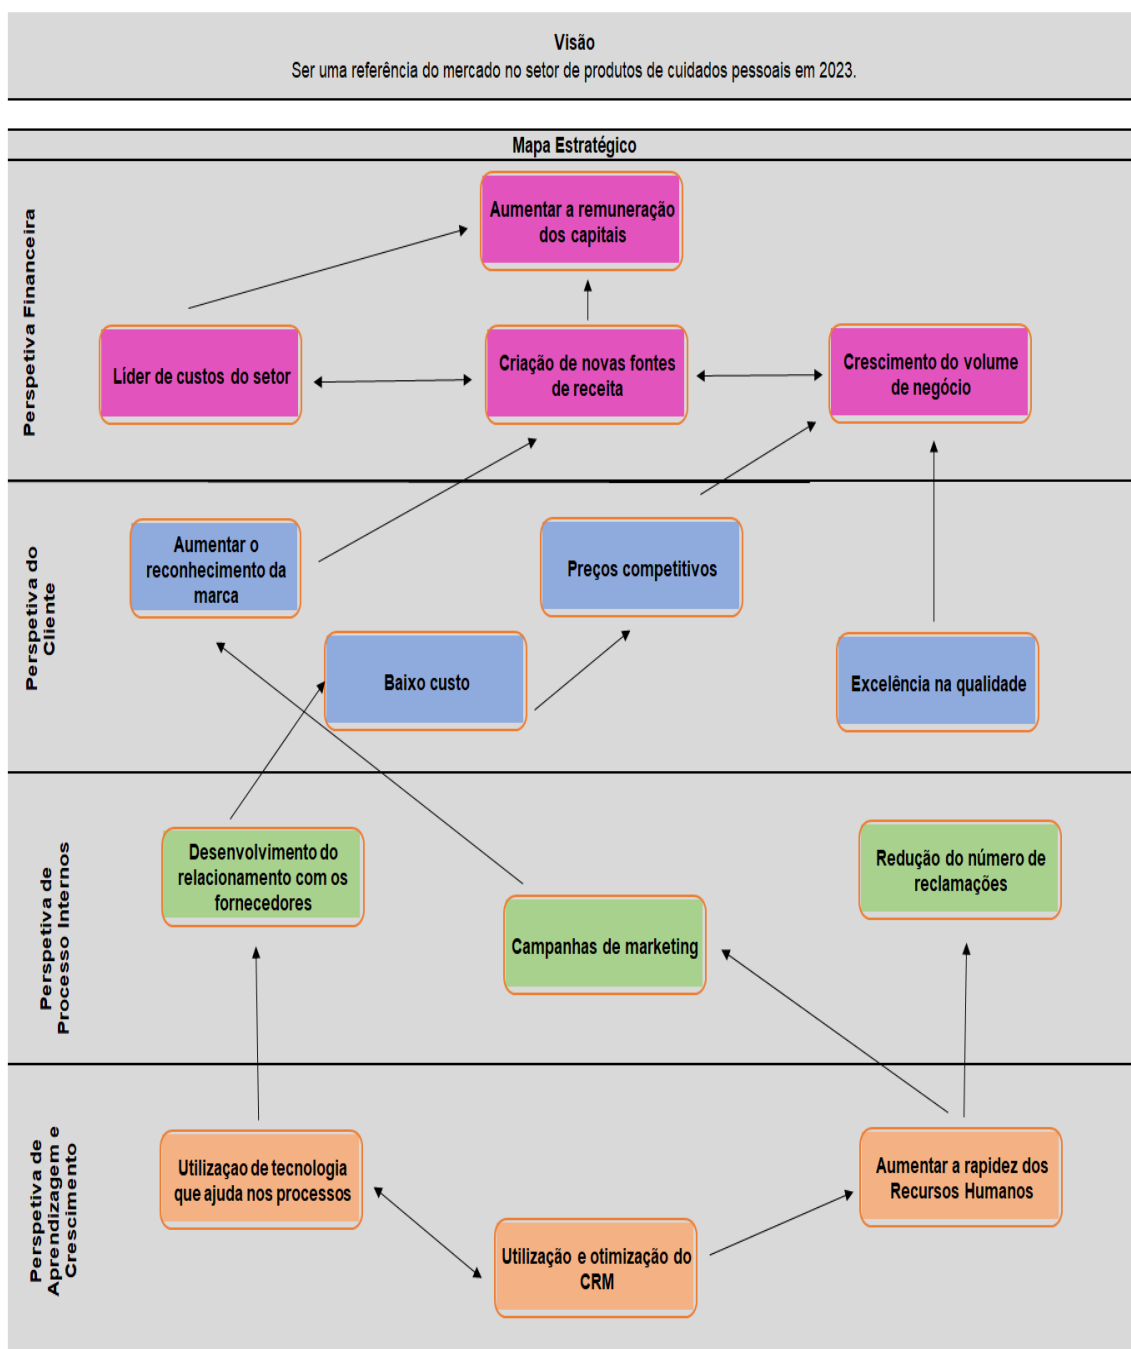 Visão
Ser uma referência do mercado no setor de produtos de cuidados pessoais em 2023.
Mapa Estratégico
Perspetiva Financeira
Aumentar a remuneração
dos capitais
Líder de custos do setor
Criação de novas fontes
de receita
Crescimento do volume
de negócio
Perspetiva do
Cliente
Aumentar o
reconhecimento da
marca
Preços competitivos
Baixo custo
Excelência na qualidade
Perspetiva de
Processo Internos
Desenvolvimento do
relacionamento com os
fornecedores
Campanhas de marketing
Redução do número de
reclamações
Perspetiva de
Aprendizagem e
Crescimento
Utilizaçao de tecnologia
que ajuda nos processos
Utilização e otimização do
CRM
Aumentar a rapidez dos
Recursos Humanos